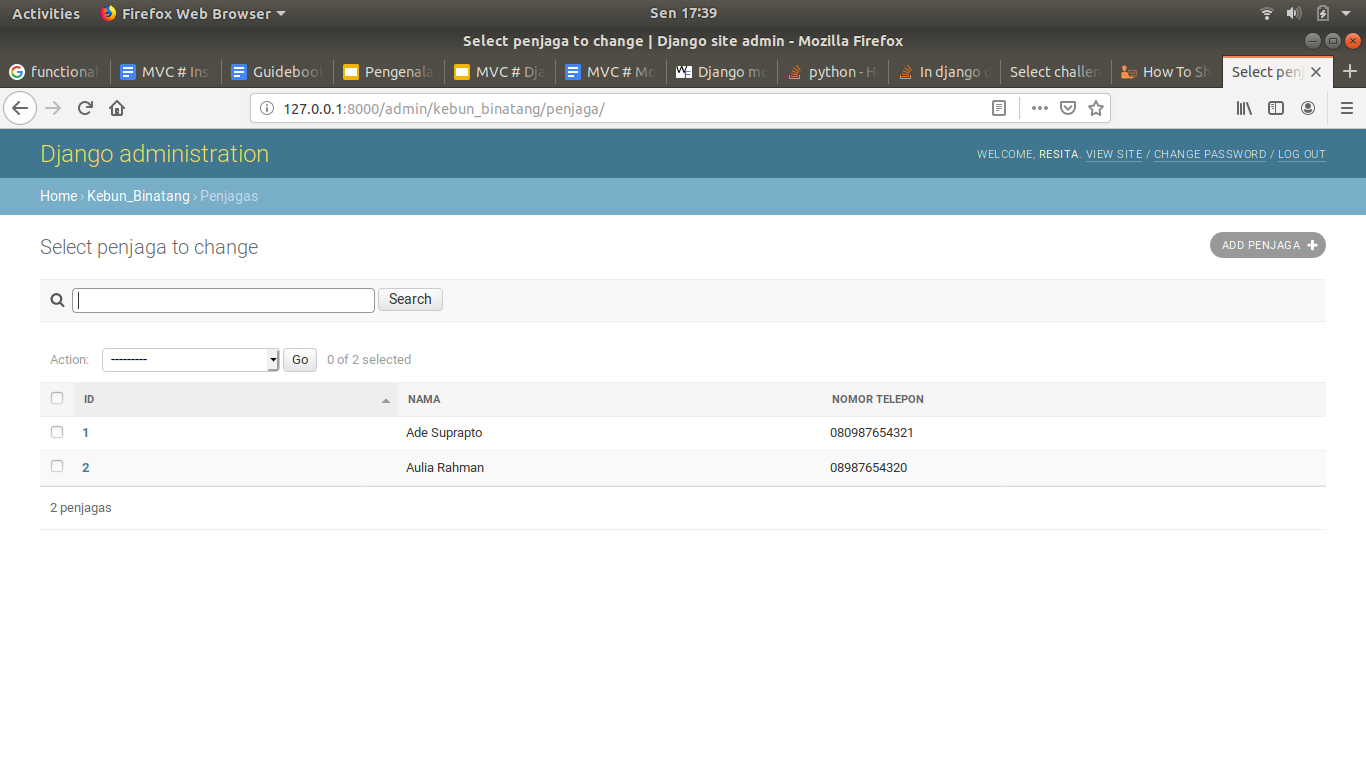 Activities Firefox Web Browser Sen 17:39
Select penjaga to change | Django site admin - Mozilla Firefox
functional MVC # Ins Guidebook Pengenala MVC # Dja MVC # Mo Django mo python - H In django Select challen How To Sh Select penj
127.0.0.1:8000/admin/kebun_binatang/penjaga/
Django administration WELCOME, RESITA. VIEW SITE / CHANGE PASSWORD / LOG OUT
Home › Kebun_Binatang › Penjagas
Select penjaga to change ADD PENJAGA
Search
Action: --------- Go 0 of 2 selected
ID NAMA NOMOR TELEPON
1 Ade Suprapto 080987654321
2 Aulia Rahman 08987654320
2 penjagas